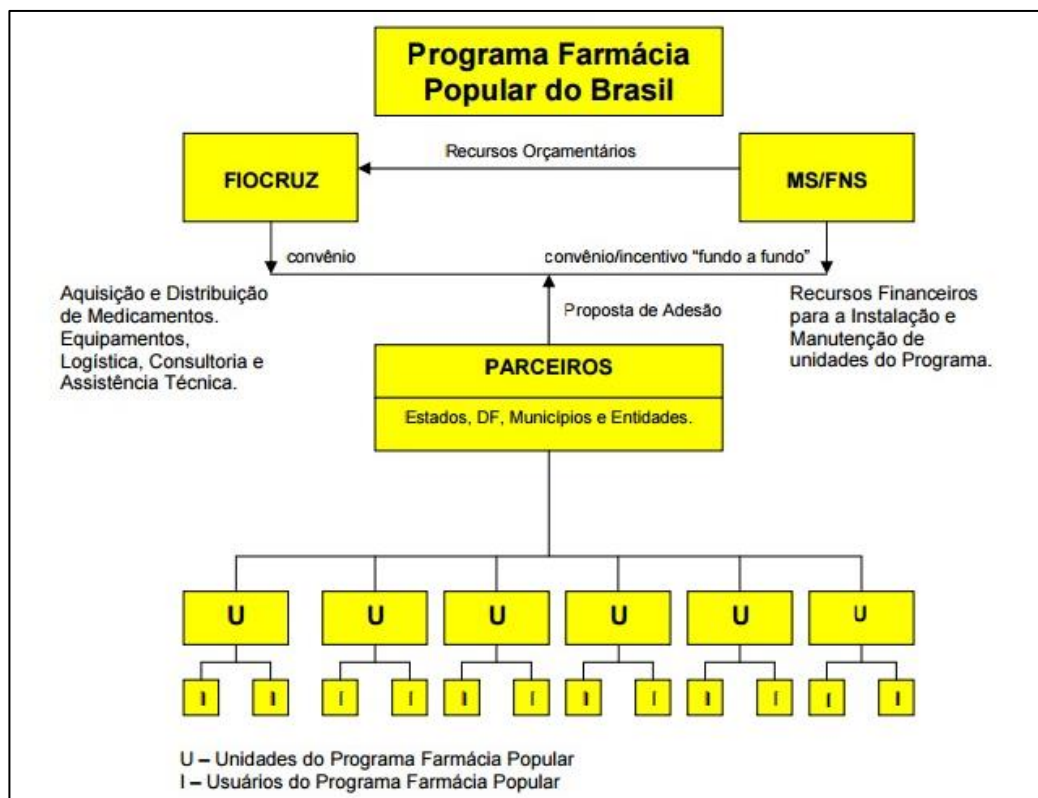 Programa Farmácia
Popular do Brasil
FIOCRUZ
Recursos Orçamentários
MS/FNS
convênio
convênio/incentivo “fundo a fundo”
Aquisição e Distribuição
de Medicamentos.
Equipamentos,
Logística, Consultoria e
Assistência Técnica.
Proposta de Adesão
Recursos Financeiros
para a Instalação e
Manutenção de
unidades do Programa.
PARCEIROS
Estados, DF, Municípios e Entidades.
U U U U U U
I I I I I I I I I I I I
U – Unidades do Programa Farmácia Popular
I – Usuários do Programa Farmácia Popular